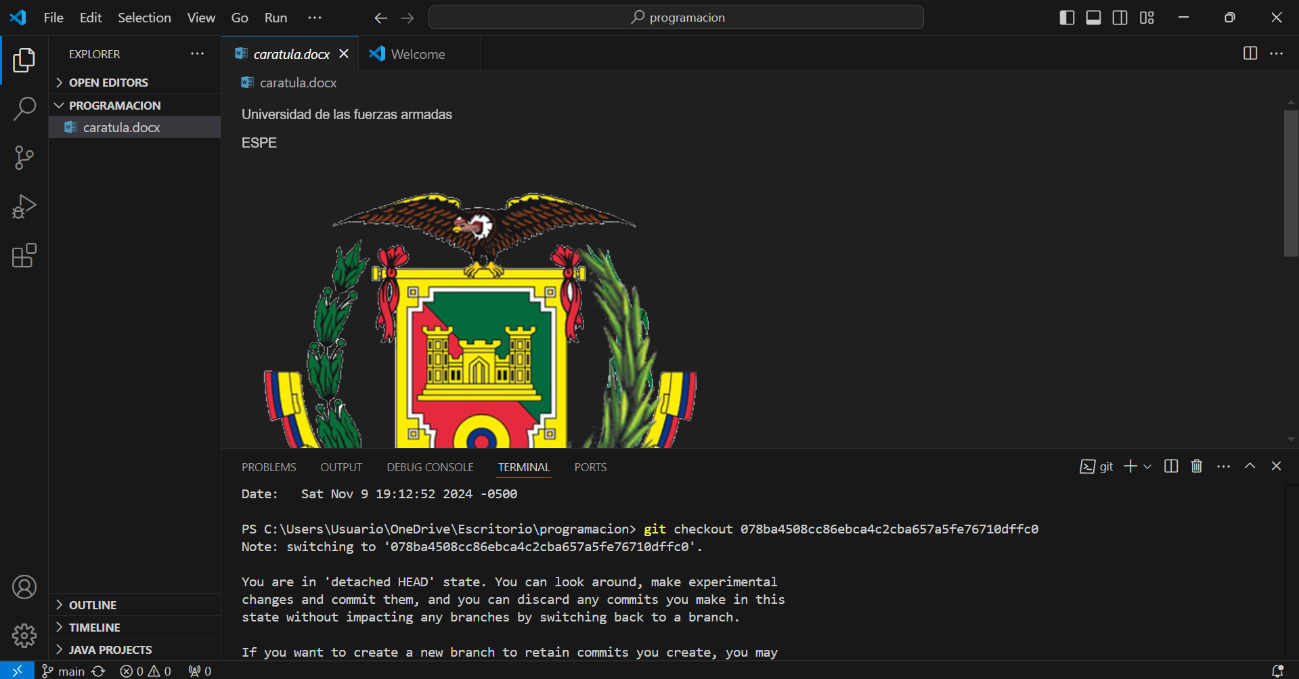 File Edit Selection View Go Run ···
programacion
EXPLORER ···
caratula.docx Welcome ···
OPEN EDITORS
PROGRAMACION
caratula.docx
caratula.docx
Universidad de las fuerzas armadas
ESPE
PROBLEMS OUTPUT DEBUG CONSOLE TERMINAL PORTS git ···
Date: Sat Nov 9 19:12:52 2024 -0500
PS C:\Users\Usuario\OneDrive\Escritorio\programacion> git checkout 078ba4508cc86ebca4c2cba657a5fe76710dffc0
Note: switching to '078ba4508cc86ebca4c2cba657a5fe76710dffc0'.
You are in 'detached HEAD' state. You can look around, make experimental
changes and commit them, and you can discard any commits you make in this
state without impacting any branches by switching back to a branch.
If you want to create a new branch to retain commits you create, you may
OUTLINE
TIMELINE
JAVA PROJECTS
main 0 0 0